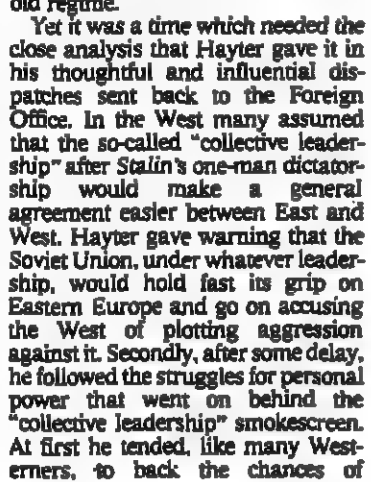 old regime.
Yet it was a time which needed the
close analysis that Hayter gave it in
his thoughtful and influential dis-
patches sent back to the Foreign
Office. In the West many assumed
that the so-called "collective leader-
ship" after Stalin's one-man dictator-
ship would make a general
agreement easier between East and
West. Hayter gave warning that the
Soviet Union, under whatever leader-
ship, would hold fast its grip on
Eastern Europe and go on accusing
the West of plotting aggression
against it. Secondly, after some delay,
he followed the struggles for personal
power that went on behind the
"collective leadership" smokescreen.
At first he tended, like many West-
erners, to back the chances of